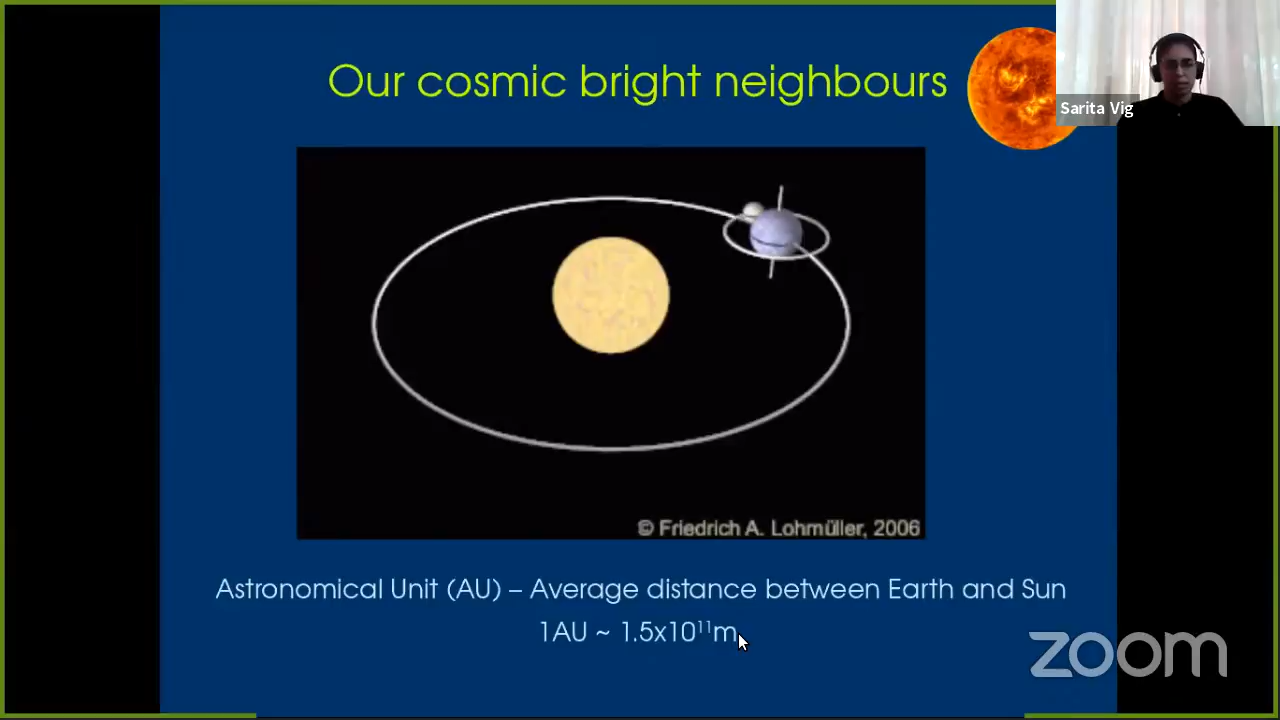 Our cosmic bright neighbours
Sarita Vig
© Friedrich A. Lohmüller, 2006
Astronomical Unit (AU) – Average distance between Earth and Sun
1AU ~ 1.5x10¹¹m
zoom